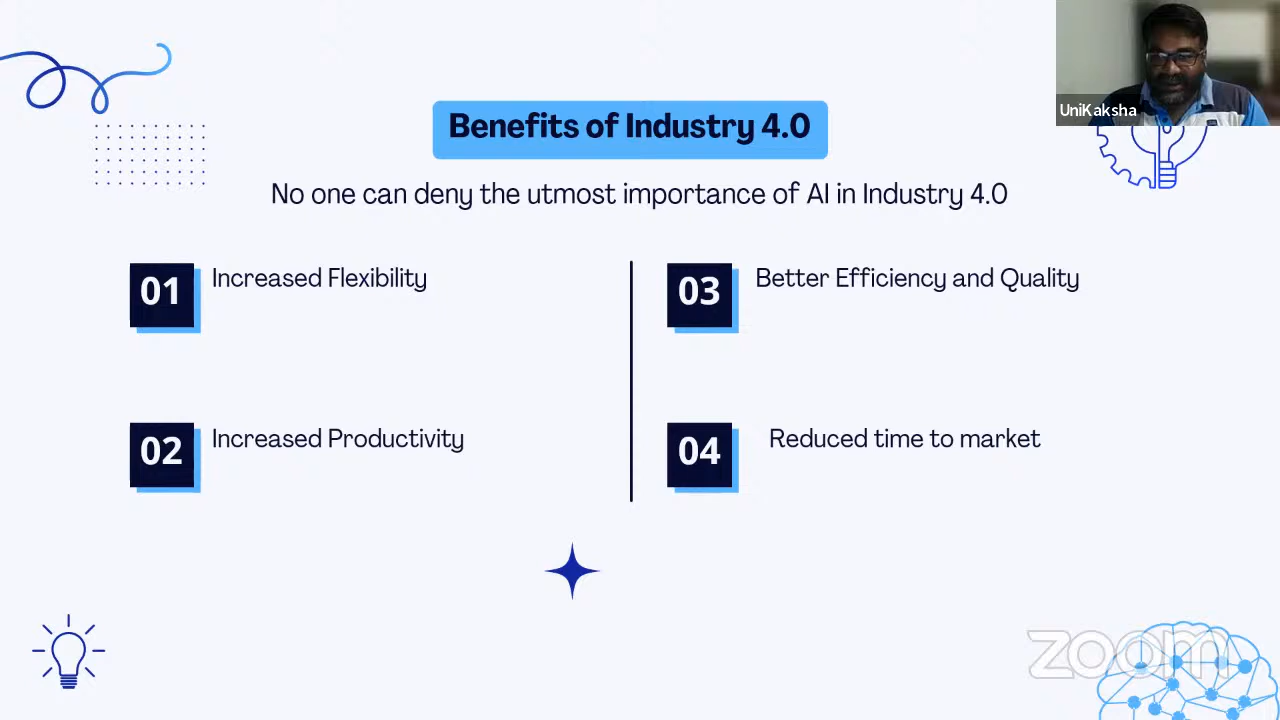 UniKaksha
Benefits of Industry 4.0
No one can deny the utmost importance of AI in Industry 4.0
01 Increased Flexibility
02 Increased Productivity
03 Better Efficiency and Quality
04 Reduced time to market
zoom